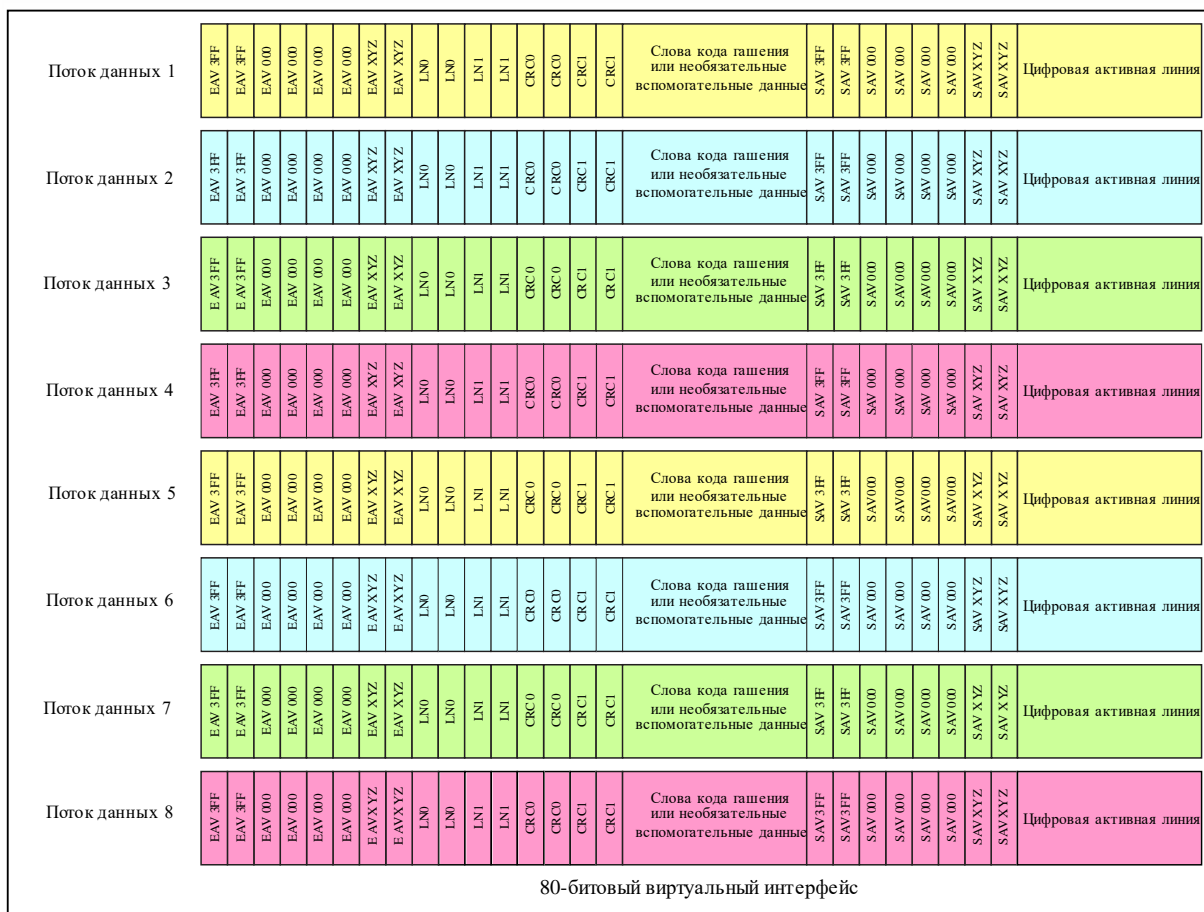 Поток данных 1
EAV 3FF EAV 3FF EAV 000 EAV 000 EAV 000 EAV 000 EAV XYZ EAV XYZ LN0 LN0 LN1 LN1 CRC0 CRC0 CRC1 CRC1
Слова кода гашения
или необязательные
вспомогательные данные
SAV 3FF SAV 3FF SAV 000 SAV 000 SAV 000 SAV 000 SAV XYZ SAV XYZ
Цифровая активная линия
Поток данных 2
EAV 3FF EAV 3FF EAV 000 EAV 000 EAV 000 EAV 000 EAV XYZ EAV XYZ LN0 LN0 LN1 LN1 CRC0 CRC0 CRC1 CRC1
Слова кода гашения
или необязательные
вспомогательные данные
SAV 3FF SAV 3FF SAV 000 SAV 000 SAV 000 SAV 000 SAV XYZ SAV XYZ
Цифровая активная линия
Поток данных 3
EAV 3FF EAV 3FF EAV 000 EAV 000 EAV 000 EAV 000 EAV XYZ EAV XYZ LN0 LN0 LN1 LN1 CRC0 CRC0 CRC1 CRC1
Слова кода гашения
или необязательные
вспомогательные данные
SAV 3FF SAV 3FF SAV 000 SAV 000 SAV 000 SAV 000 SAV XYZ SAV XYZ
Цифровая активная линия
Поток данных 4
EAV 3FF EAV 3FF EAV 000 EAV 000 EAV 000 EAV 000 EAV XYZ EAV XYZ LN0 LN0 LN1 LN1 CRC0 CRC0 CRC1 CRC1
Слова кода гашения
или необязательные
вспомогательные данные
SAV 3FF SAV 3FF SAV 000 SAV 000 SAV 000 SAV 000 SAV XYZ SAV XYZ
Цифровая активная линия
Поток данных 5
EAV 3FF EAV 3FF EAV 000 EAV 000 EAV 000 EAV 000 EAV XYZ EAV XYZ LN0 LN0 LN1 LN1 CRC0 CRC0 CRC1 CRC1
Слова кода гашения
или необязательные
вспомогательные данные
SAV 3FF SAV 3FF SAV 000 SAV 000 SAV 000 SAV 000 SAV XYZ SAV XYZ
Цифровая активная линия
Поток данных 6
EAV 3FF EAV 3FF EAV 000 EAV 000 EAV 000 EAV 000 EAV XYZ EAV XYZ LN0 LN0 LN1 LN1 CRC0 CRC0 CRC1 CRC1
Слова кода гашения
или необязательные
вспомогательные данные
SAV 3FF SAV 3FF SAV 000 SAV 000 SAV 000 SAV 000 SAV XYZ SAV XYZ
Цифровая активная линия
Поток данных 7
EAV 3FF EAV 3FF EAV 000 EAV 000 EAV 000 EAV 000 EAV XYZ EAV XYZ LN0 LN0 LN1 LN1 CRC0 CRC0 CRC1 CRC1
Слова кода гашения
или необязательные
вспомогательные данные
SAV 3FF SAV 3FF SAV 000 SAV 000 SAV 000 SAV 000 SAV XYZ SAV XYZ
Цифровая активная линия
Поток данных 8
EAV 3FF EAV 3FF EAV 000 EAV 000 EAV 000 EAV 000 EAV XYZ EAV XYZ LN0 LN0 LN1 LN1 CRC0 CRC0 CRC1 CRC1
Слова кода гашения
или необязательные
вспомогательные данные
SAV 3FF SAV 3FF SAV 000 SAV 000 SAV 000 SAV 000 SAV XYZ SAV XYZ
Цифровая активная линия
80-битовый виртуальный интерфейс